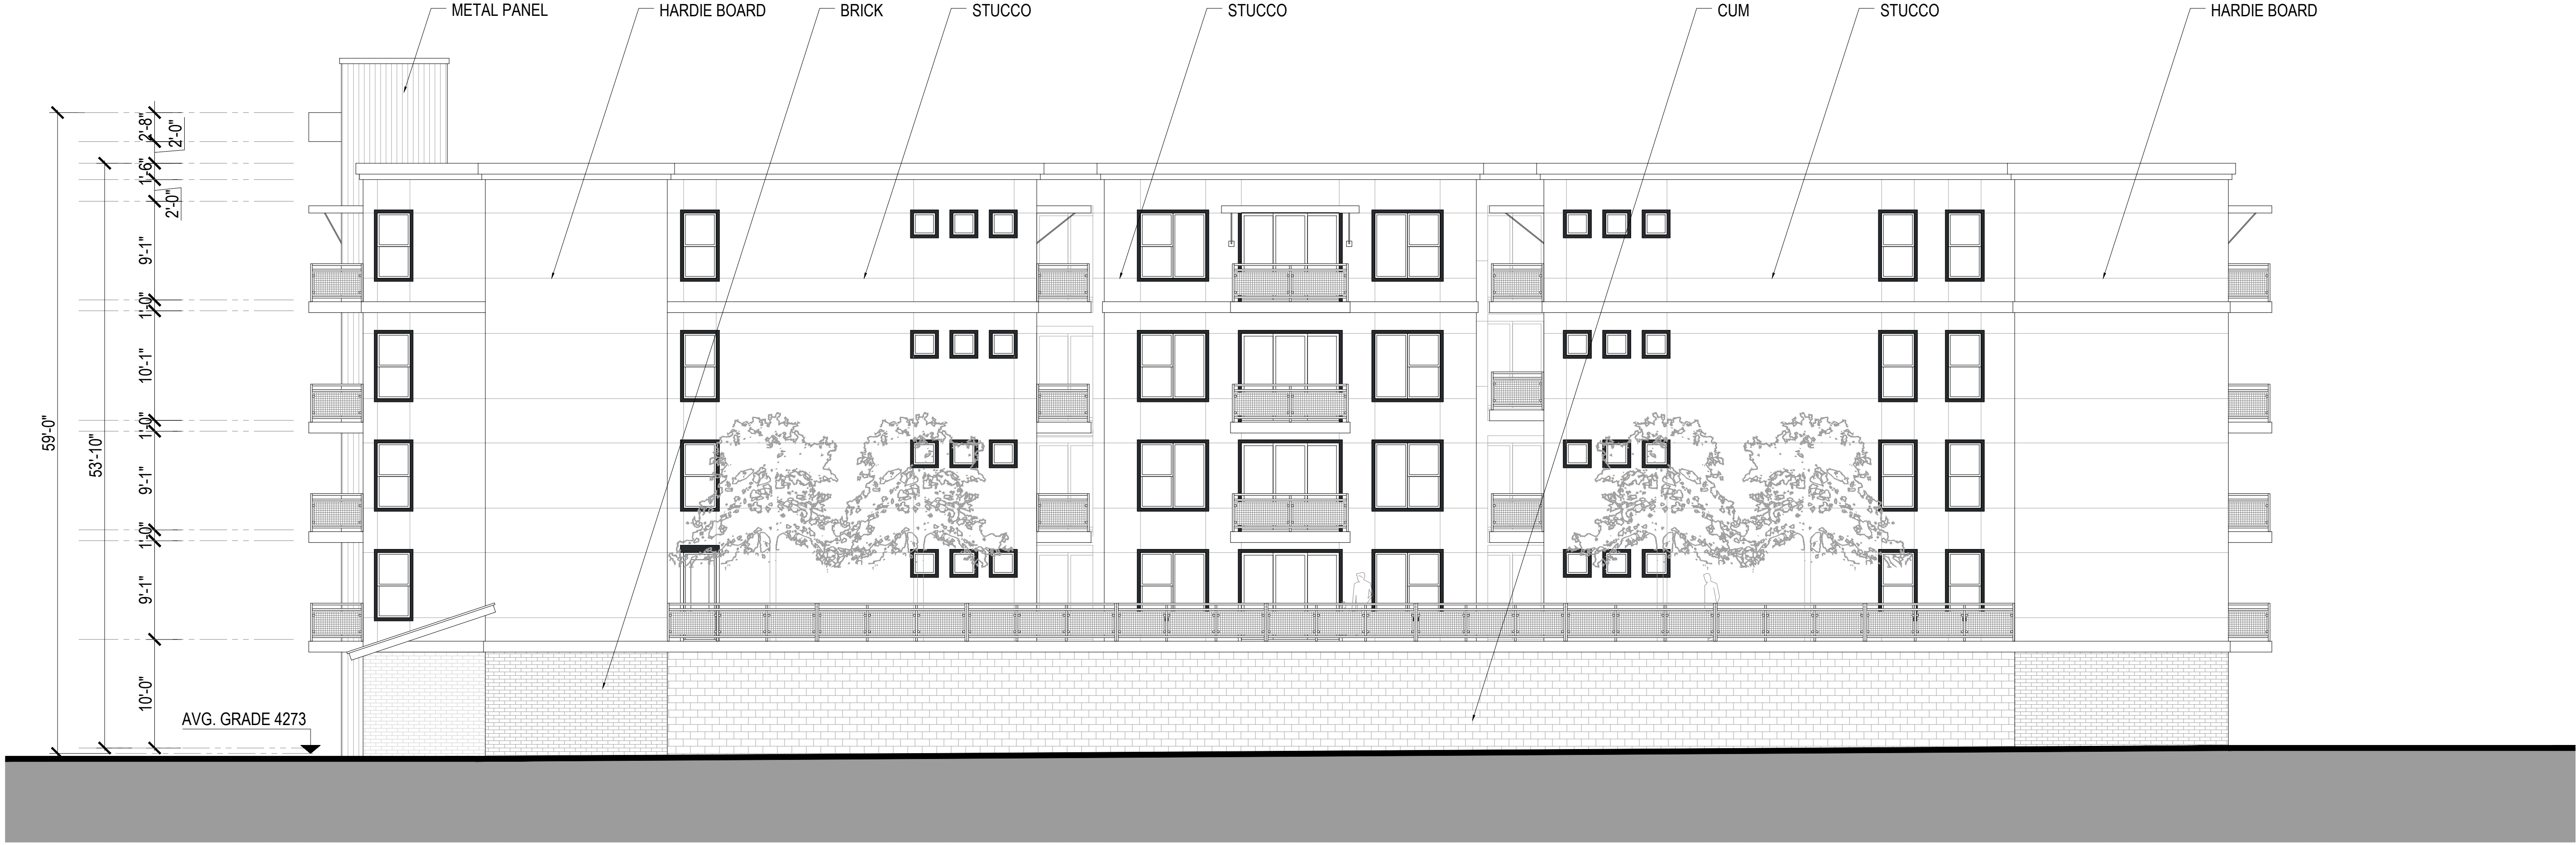 METAL PANEL
HARDIE BOARD
BRICK
STUCCO
STUCCO
CUM
STUCCO
HARDIE BOARD
2'-8"
2'-0"
1'-6"
2'-0"
9'-1"
1'-0"
10'-1"
1'-0"
9'-1"
1'-0"
9'-1"
10'-0"
59'-0"
53'-10"
AVG. GRADE 4273